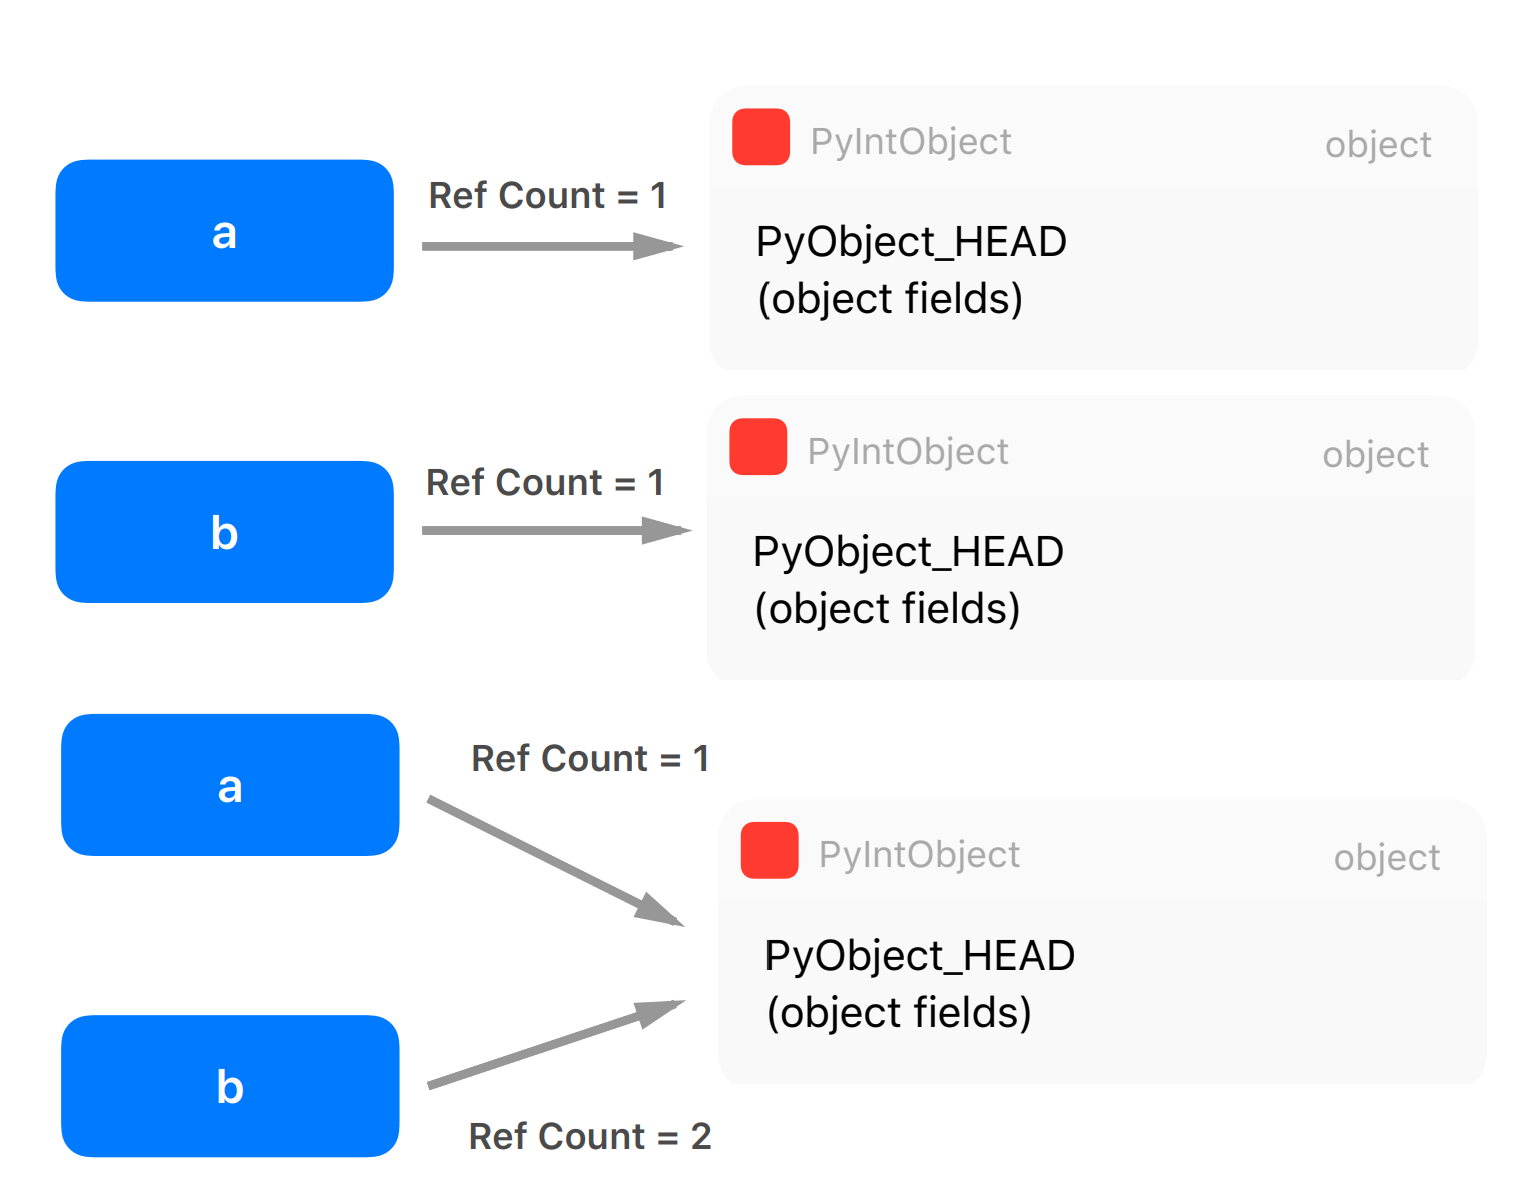 PyIntObject object
a
Ref Count = 1
PyObject_HEAD
(object fields)
PyIntObject object
b
Ref Count = 1
PyObject_HEAD
(object fields)
a
Ref Count = 1
PyIntObject object
PyObject_HEAD
(object fields)
b
Ref Count = 2